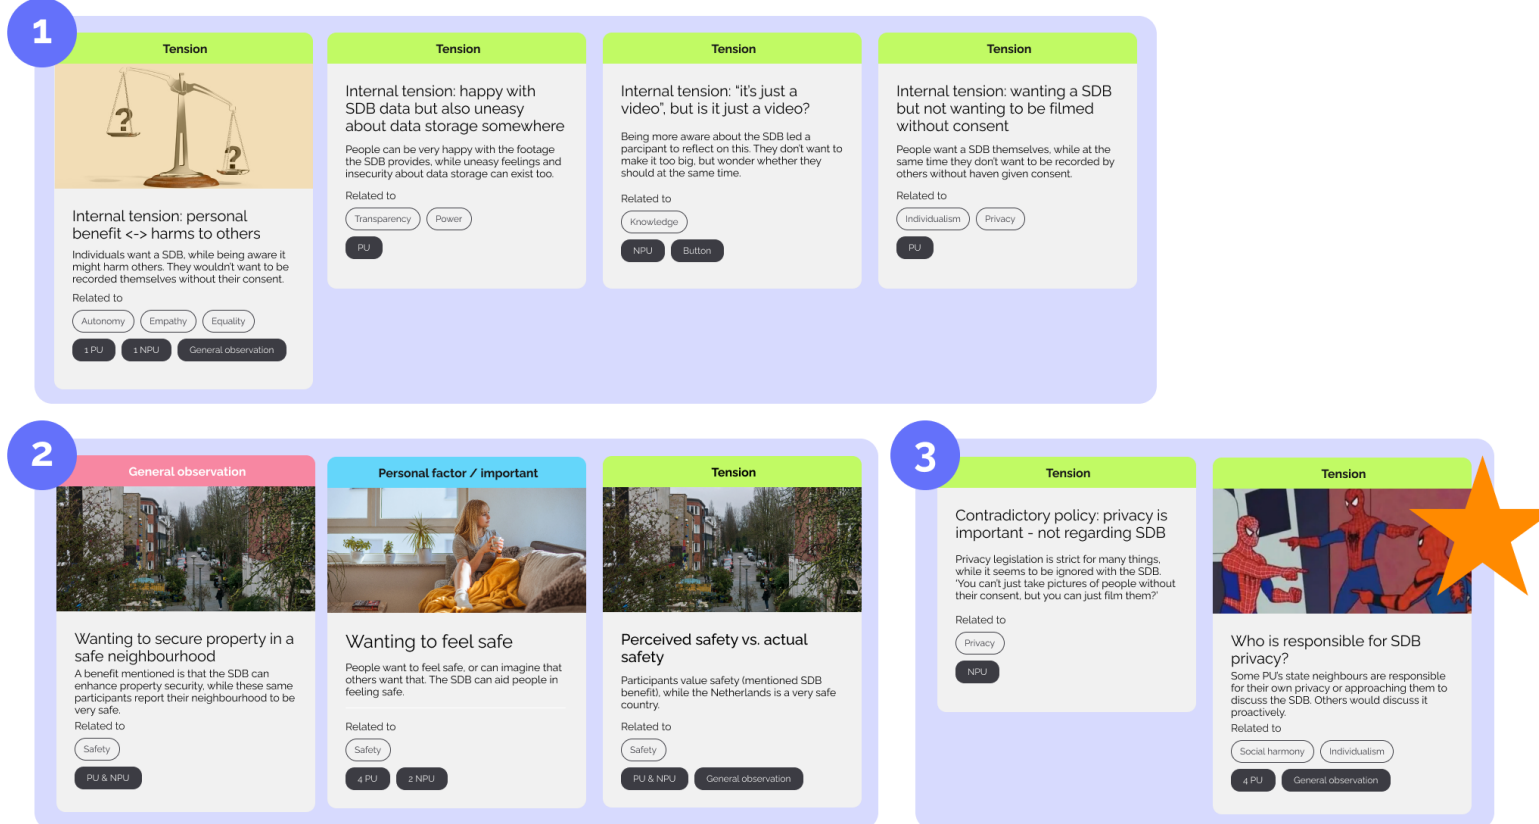 1
Tension
?
?
Internal tension: personal
benefit <-> harms to others
Individuals want a SDB, while being aware it
might harm others. They wouldn't want to be
recorded themselves without their consent.
Related to
Autonomy
Empathy
Equality
1 PU
1 NPU
General observation
Tension
Internal tension: happy with
SDB data but also uneasy
about data storage somewhere
People can be very happy with the footage
the SDB provides, while uneasy feelings and
insecurity about data storage can exist too.
Related to
Transparency
Power
PU
Tension
Internal tension: "it's just a
video", but is it just a video?
Being more aware about the SDB led a
parcipant to reflect on this. They don't want to
make it too big, but wonder whether they
should at the same time.
Related to
Knowledge
NPU
Button
Tension
Internal tension: wanting a SDB
but not wanting to be filmed
without consent
People want a SDB themselves, while at the
same time they don't want to be recorded by
others without haven given consent.
Related to
Individualism
Privacy
PU
2
General observation
Wanting to secure property in a
safe neighbourhood
A benefit mentioned is that the SDB can
enhance property security, while these same
participants report their neighbourhood to be
very safe.
Related to
Safety
PU & NPU
Personal factor / important
Wanting to feel safe
People want to feel safe, or can imagine that
others want that. The SDB can aid people in
feeling safe.
Related to
Safety
4 PU
2 NPU
Tension
Perceived safety vs. actual
safety
Participants value safety (mentioned SDB
benefit), while the Netherlands is a very safe
country.
Related to
Safety
PU & NPU
General observation
3
Tension
Contradictory policy: privacy is
important - not regarding SDB
Privacy legislation is strict for many things,
while it seems to be ignored with the SDB.
'You can't just take pictures of people without
their consent, but you can just film them?'
Related to
Privacy
NPU
Tension
Who is responsible for SDB
privacy?
Some PU's state neighbours are responsible
for their own privacy or approaching them to
discuss the SDB. Others would discuss it
proactively.
Related to
Social harmony
Individualism
4 PU
General observation